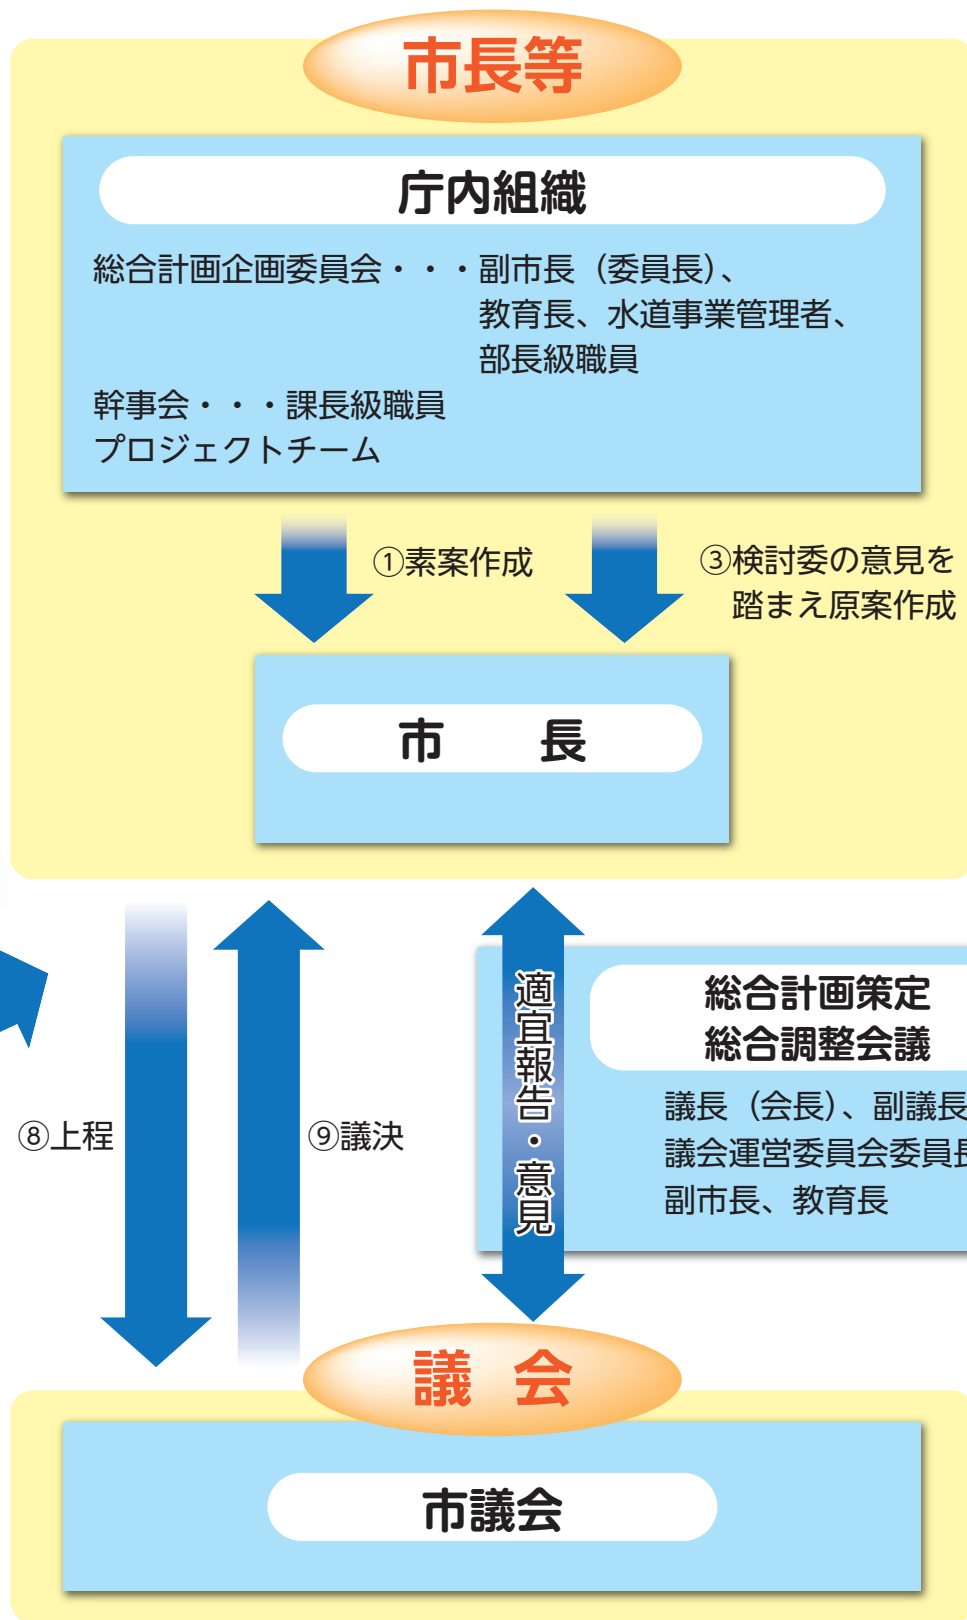 市長等
庁内組織
総合計画企画委員会・・・副市長（委員長）、
教育長、水道事業管理者、
部長級職員
幹事会・・・課長級職員
プロジェクトチーム
①素案作成
③検討委の意見を
踏まえ原案作成
市　　長
⑧上程
⑨議決
適宜報告・意見
総合計画策定
総合調整会議
議長（会長）、副議長
議会運営委員会委員長
副市長、教育長
議　会
市議会